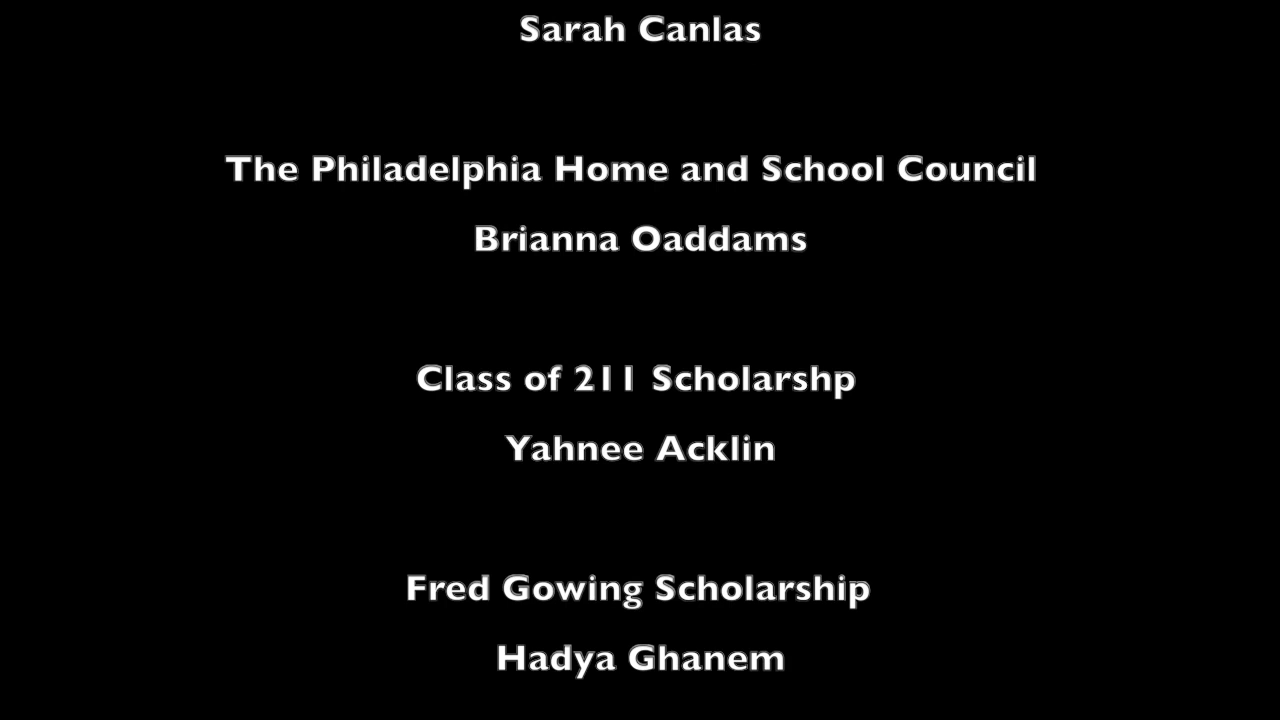 Sarah Canlas
The Philadelphia Home and School Council
Brianna Oaddams
Class of 211 Scholarshp
Yahnee Acklin
Fred Gowing Scholarship
Hadya Ghanem